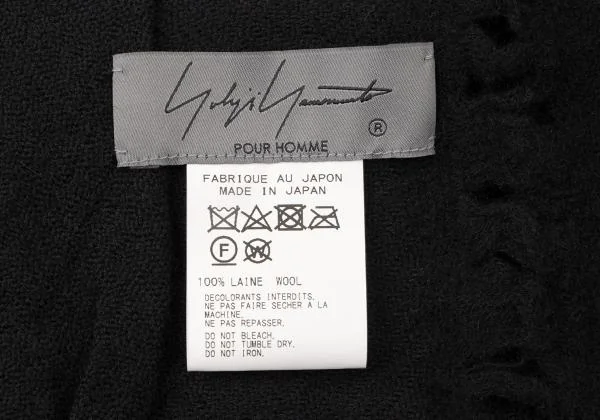 Yohji Yamamoto
®
POUR HOMME
FABRIQUE AU JAPON
MADE IN JAPAN
F W
100% LAINE WOOL
DECOLORANTS INTERDITS.
NE PAS FAIRE SECHER A LA
MACHINE.
NE PAS REPASSER.
DO NOT BLEACH.
DO NOT TUMBLE DRY.
DO NOT IRON.